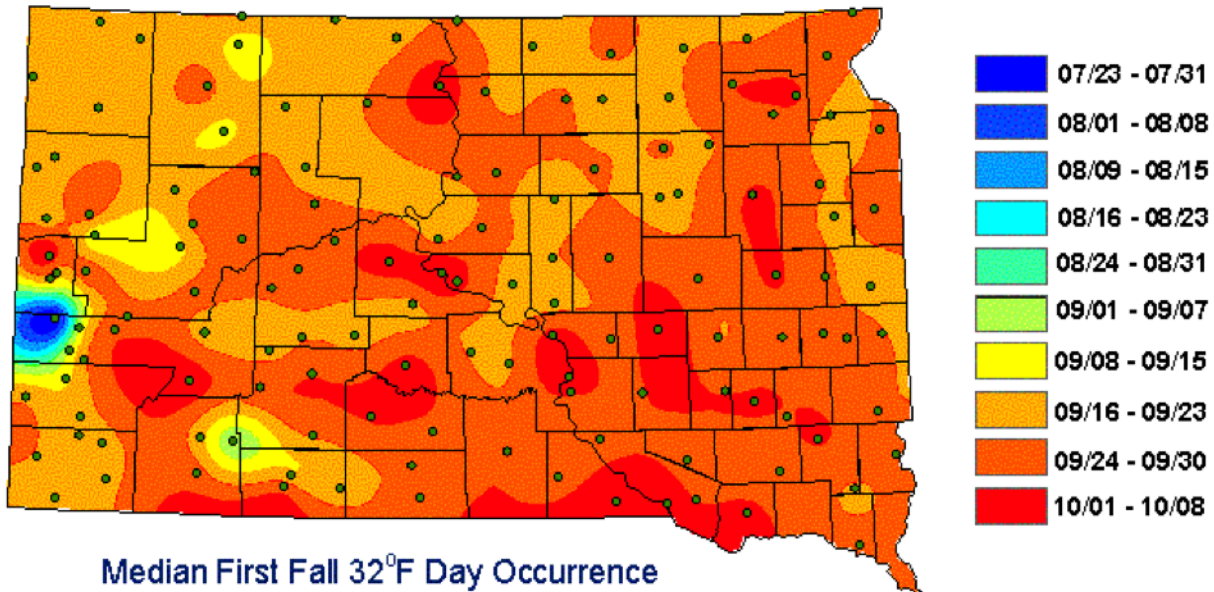 07/23 - 07/31
08/01 - 08/08
08/09 - 08/15
08/16 - 08/23
08/24 - 08/31
09/01 - 09/07
09/08 - 09/15
09/16 - 09/23
09/24 - 09/30
10/01 - 10/08
Median First Fall 32⁰F Day Occurrence